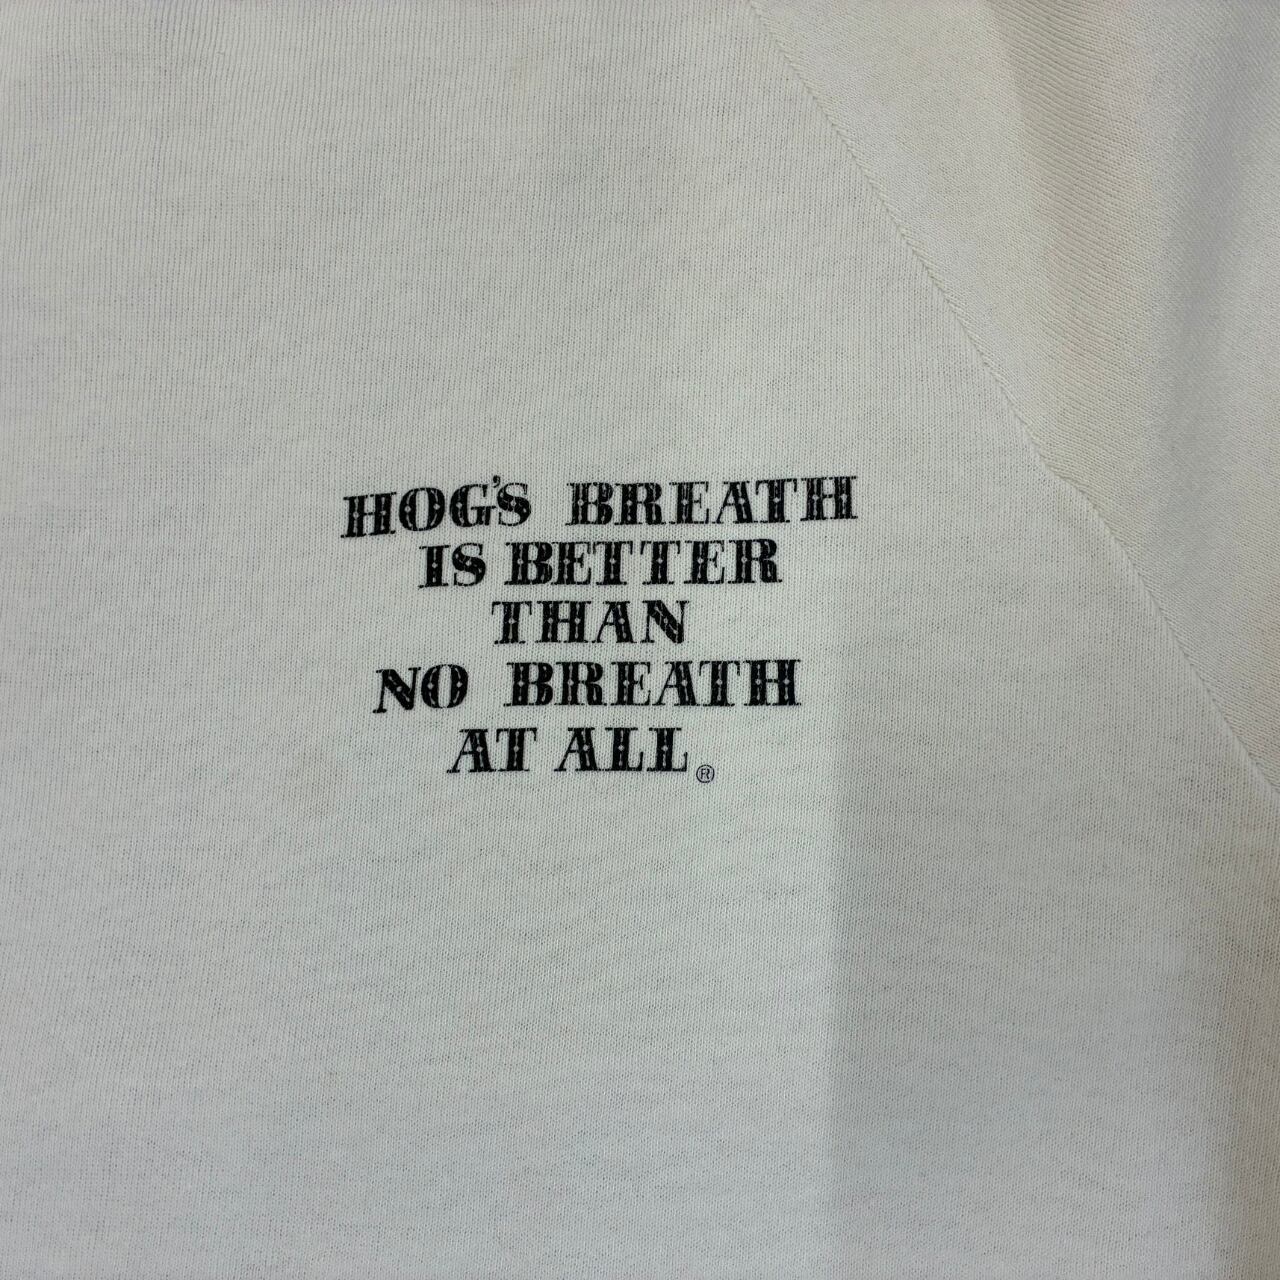 HOG'S BREATH
IS BETTER
THAN
NO BREATH
AT ALL®